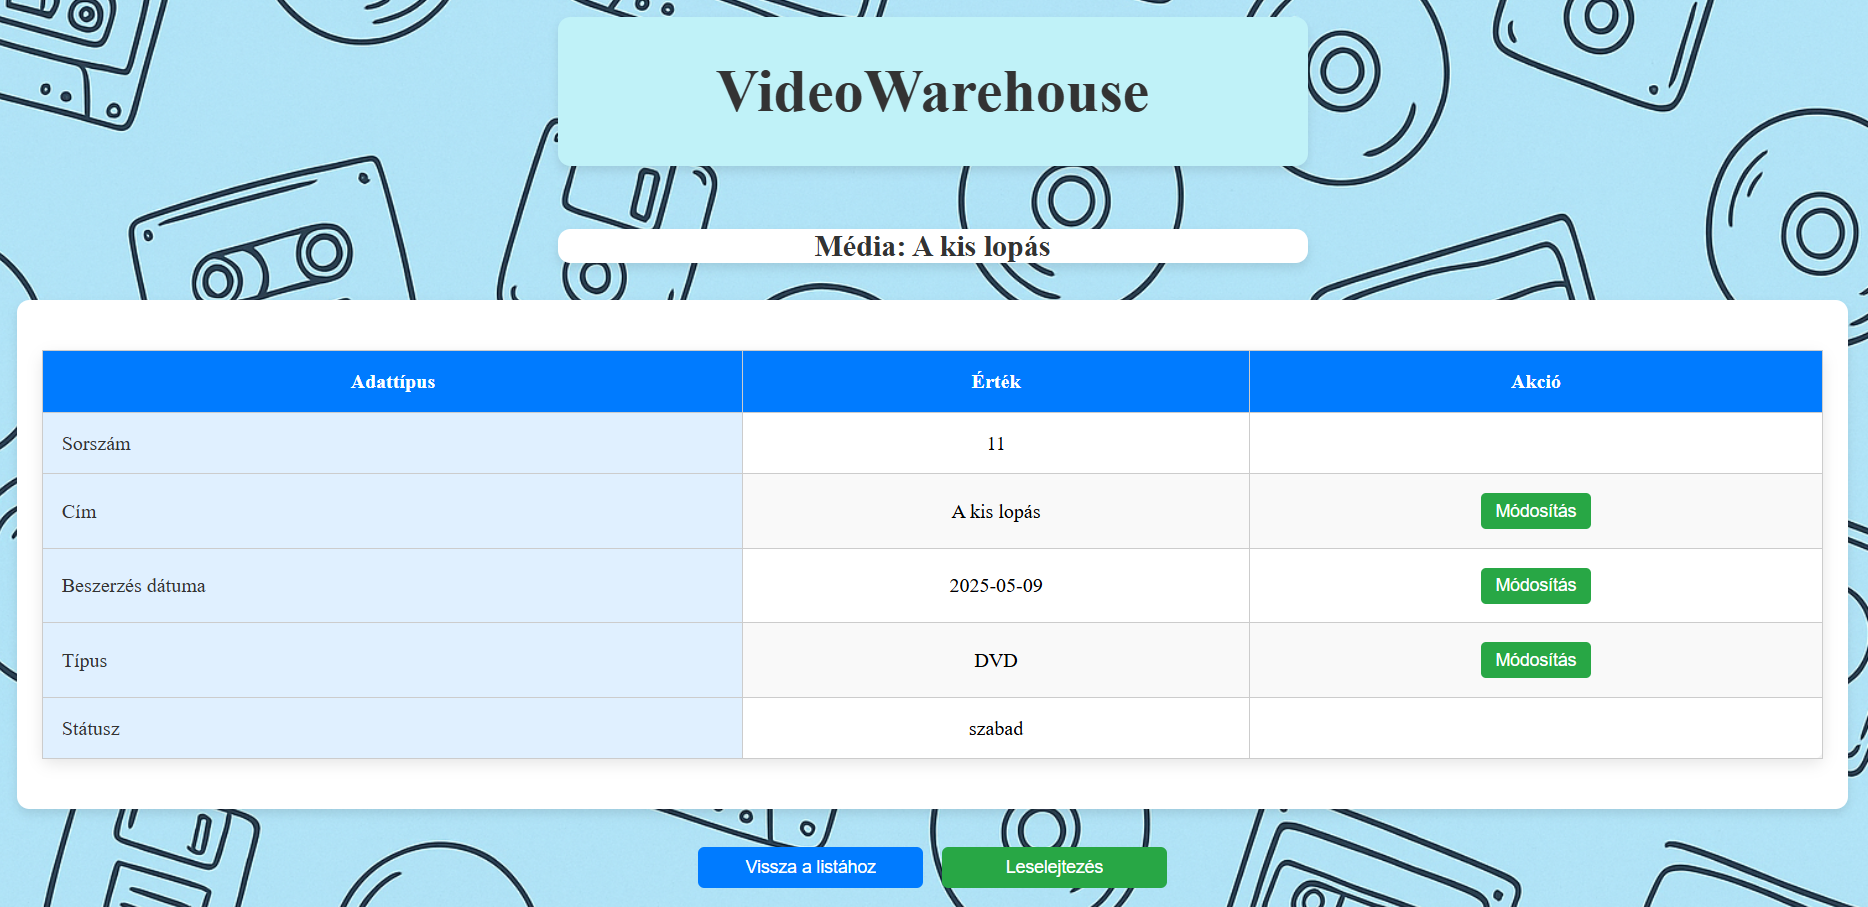 VideoWarehouse
Média: A kis lopás
Adattípus Érték Akció
Sorszám 11
Cím A kis lopás Módosítás
Beszerzés dátuma 2025-05-09 Módosítás
Típus DVD Módosítás
Státusz szabad
Vissza a listához Leselejtezés